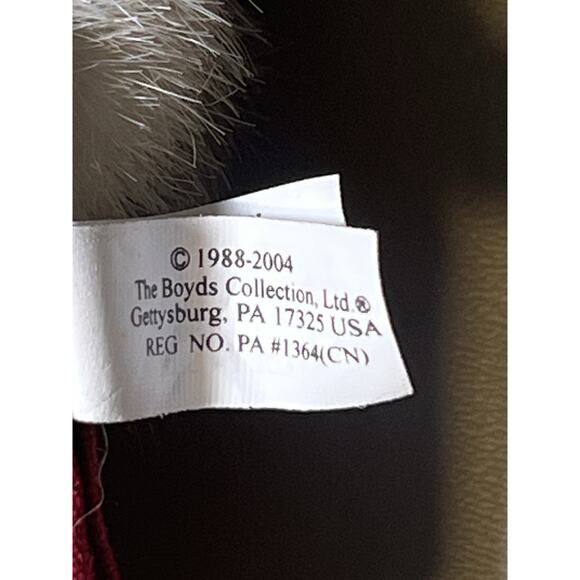 © 1988-2004
The Boyds Collection, Ltd.®
Gettysburg, PA 17325 USA
REG NO. PA #1364(CN)